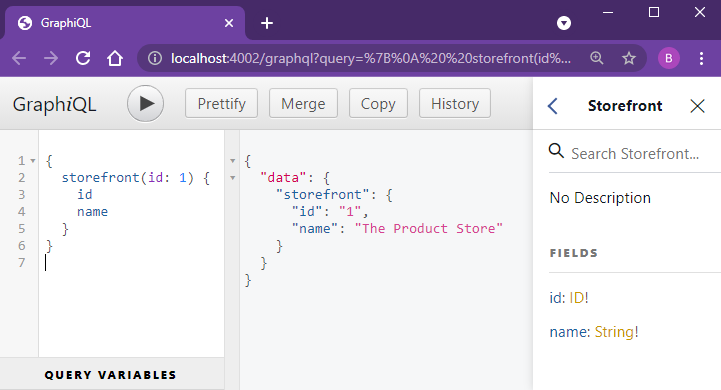 GraphiQL
localhost:4002/graphql?query=%7B%0A%20%20storefront(id%...
B
GraphiQL
Prettify
Merge
Copy
History
1 {
2 storefront(id: 1) {
3 id
4 name
5 }
6 }
7
QUERY VARIABLES
{
"data": {
"storefront": {
"id": "1",
"name": "The Product Store"
}
}
}
Storefront
Search Storefront...
No Description
FIELDS
id: ID!
name: String!